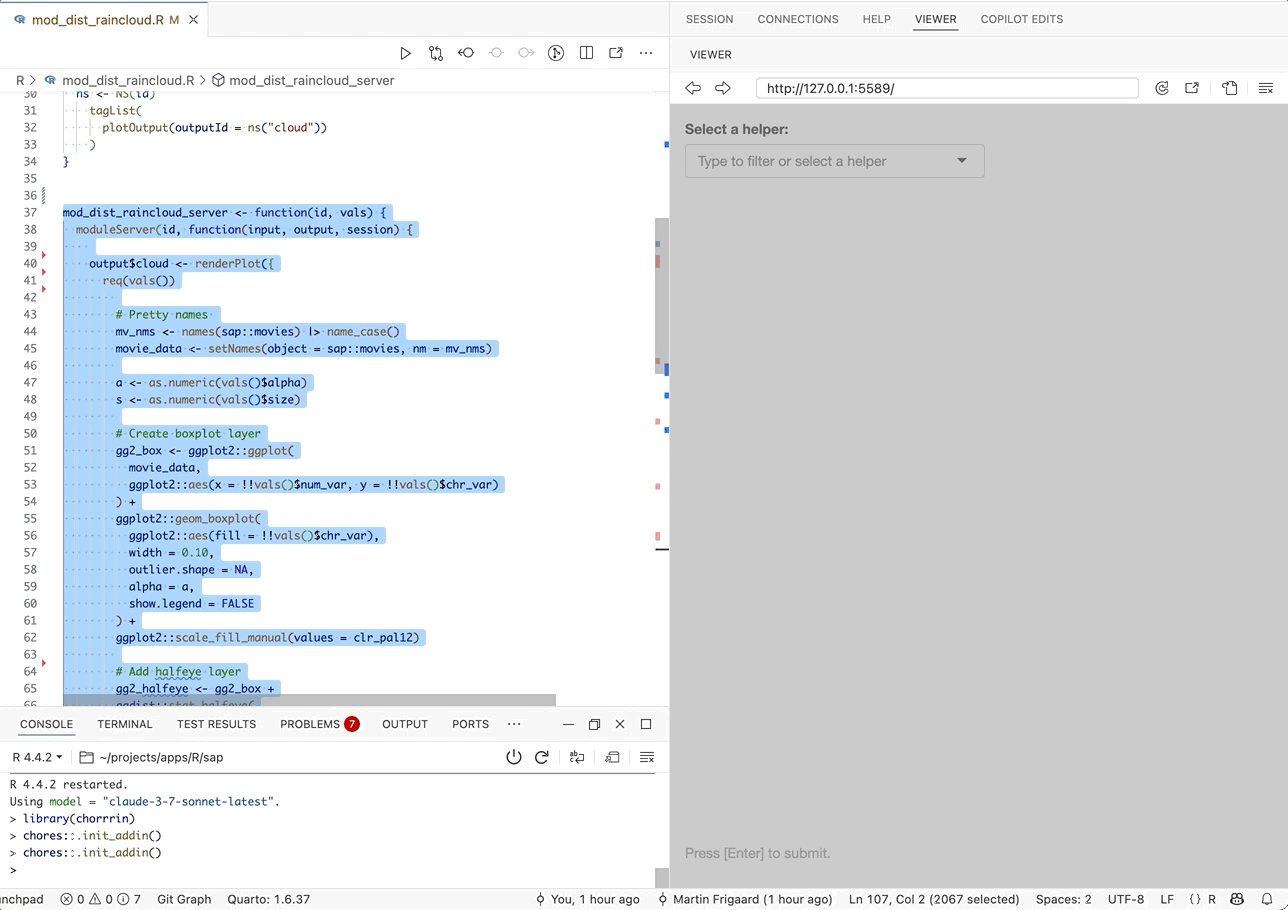 mod_dist_raincloud.R M
R > mod_dist_raincloud.R > mod_dist_raincloud_server
30 ns <- NS(id)
31 tagList(
32 plotOutput(outputId = ns("cloud"))
33 )
34 }
35
36
37 mod_dist_raincloud_server <- function(id, vals) {
38 moduleServer(id, function(input, output, session) {
39
40 output$cloud <- renderPlot({
41 req(vals())
42
43 # Pretty names
44 mv_nms <- names(sap::movies) |> name_case()
45 movie_data <- setNames(object = sap::movies, nm = mv_nms)
46
47 a <- as.numeric(vals()$alpha)
48 s <- as.numeric(vals()$size)
49
50 # Create boxplot layer
51 gg2_box <- ggplot2::ggplot(
52 movie_data,
53 ggplot2::aes(x = !!vals()$num_var, y = !!vals()$chr_var)
54 ) +
55 ggplot2::geom_boxplot(
56 ggplot2::aes(fill = !!vals()$chr_var),
57 width = 0.10,
58 outlier.shape = NA,
59 alpha = a,
60 show.legend = FALSE
61 ) +
62 ggplot2::scale_fill_manual(values = clr_pal12)
63
64 # Add halfeye layer
65 gg2_halfeye <- gg2_box +
66 ggdist::stat_halfeye(
CONSOLE TERMINAL TEST RESULTS PROBLEMS 7 OUTPUT PORTS ...
R 4.4.2 ~/projects/apps/R/sap
R 4.4.2 restarted.
Using model = "claude-3-7-sonnet-latest".
> library(chorrrin)
> chores:::.init_addin()
> chores:::.init_addin()
>
SESSION CONNECTIONS HELP VIEWER COPILOT EDITS
VIEWER
http://127.0.0.1:5589/
Select a helper:
Type to filter or select a helper
Press [Enter] to submit.
unchpad 0 0 7 Git Graph Quarto: 1.6.37 You, 1 hour ago Martin Frigaard (1 hour ago) Ln 107, Col 2 (2067 selected) Spaces: 2 UTF-8 LF {} R